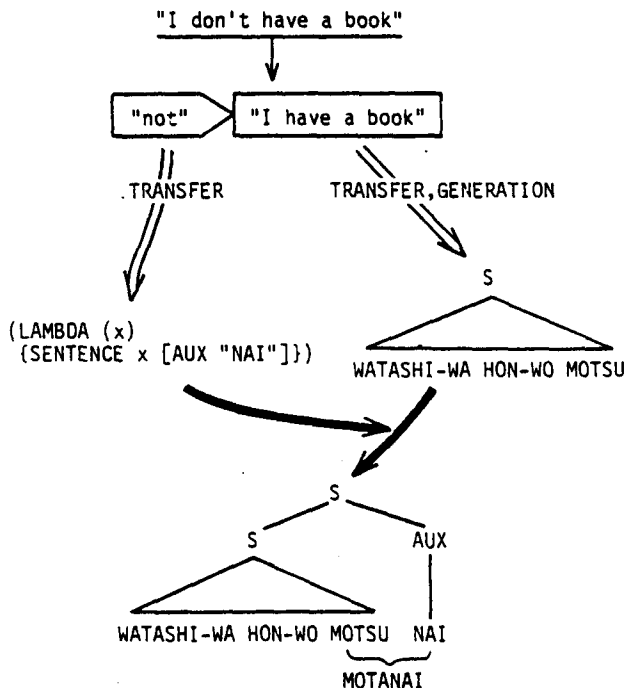 "I don't have a book"
"not" "I have a book"
TRANSFER TRANSFER,GENERATION
S
(LAMBDA (x)
{SENTENCE x [AUX "NAI"]})
WATASHI-WA HON-WO MOTSU
S
S AUX
WATASHI-WA HON-WO MOTSU NAI
MOTANAI